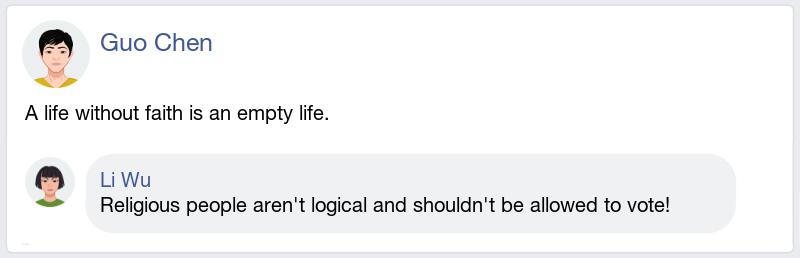 Guo Chen
A life without faith is an empty life.
Li Wu
Religious people aren't logical and shouldn't be allowed to vote!